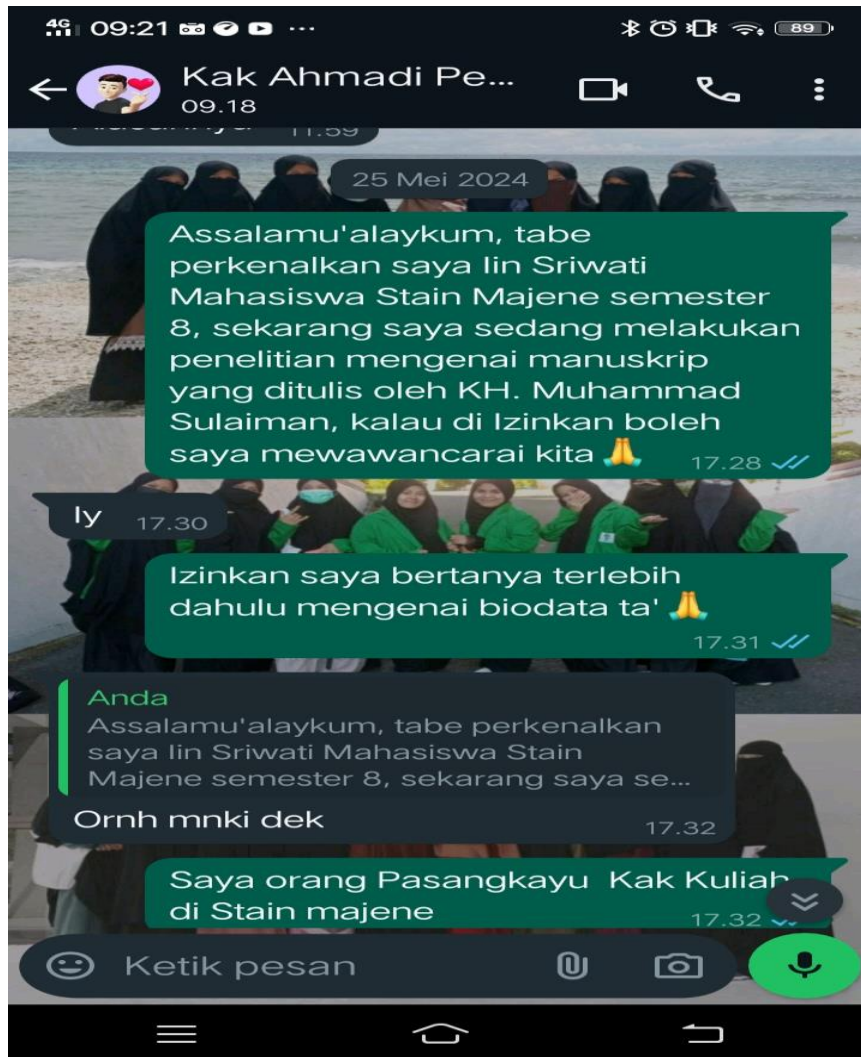 4G 09:21 ...
89
Kak Ahmadi Pe...
09.18
11.59
25 Mei 2024
Assalamu'alaykum, tabe
perkenalkan saya Iin Sriwati
Mahasiswa Stain Majene semester
8, sekarang saya sedang melakukan
penelitian mengenai manuskrip
yang ditulis oleh KH. Muhammad
Sulaiman, kalau di Izinkan boleh
saya mewawancarai kita 🙏 17.28
Iy 17.30
Izinkan saya bertanya terlebih
dahulu mengenai biodata ta' 🙏
17.31
Anda
Assalamu'alaykum, tabe perkenalkan
saya Iin Sriwati Mahasiswa Stain
Majene semester 8, sekarang saya se...
Ornh mnki dek 17.32
Saya orang Pasangkayu Kak Kuliah
di Stain majene 17.32
Ketik pesan